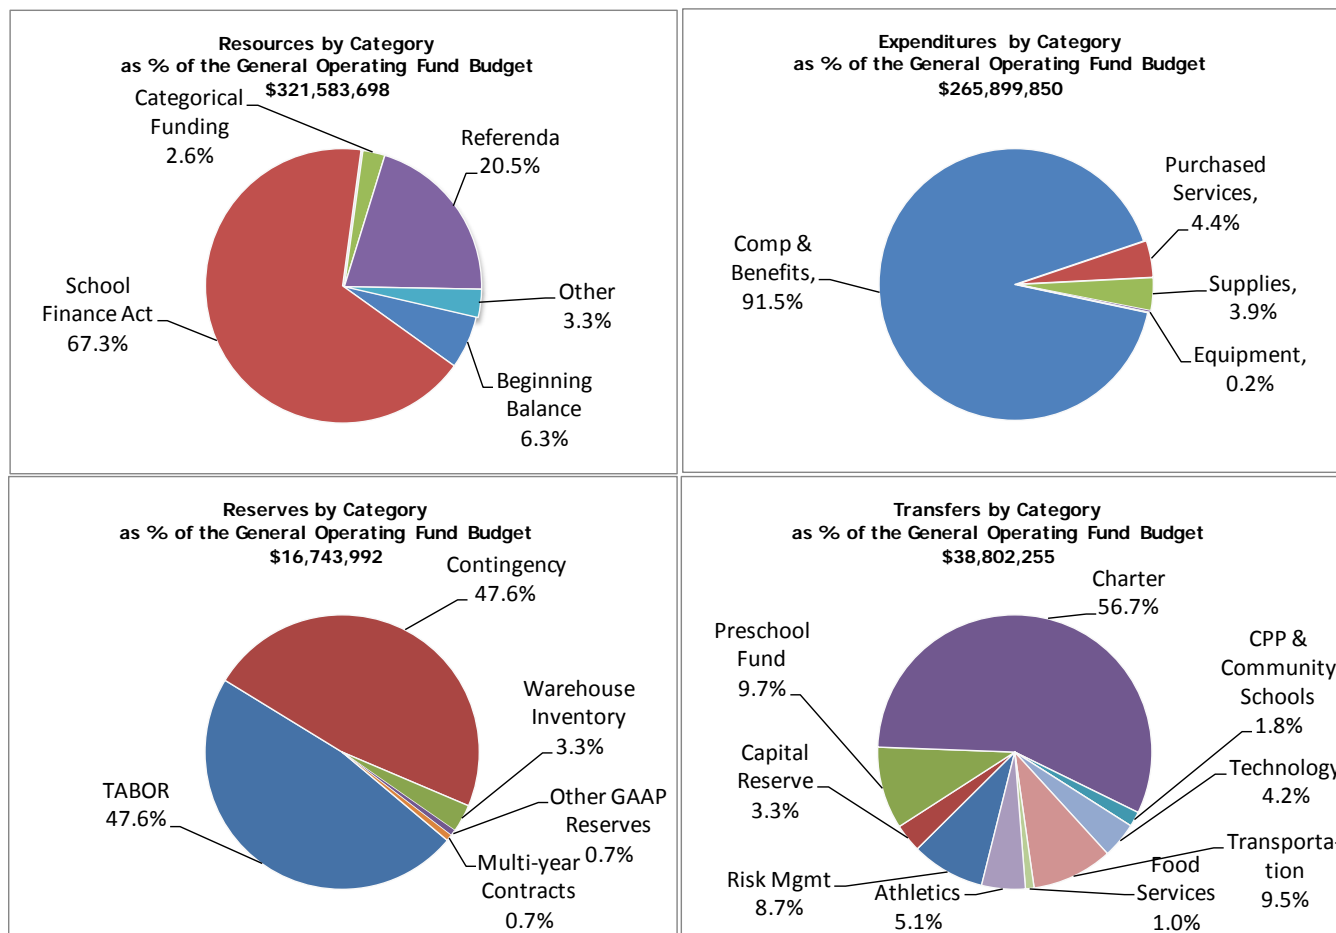 Resources by Category
as % of the General Operating Fund Budget
$321,583,698
Categorical
Funding
2.6%
Referenda
20.5%
School
Finance Act
67.3%
Other
3.3%
Beginning
Balance
6.3%
Expenditures by Category
as % of the General Operating Fund Budget
$265,899,850
Purchased
Services,
4.4%
Comp &
Benefits,
91.5%
Supplies,
3.9%
Equipment,
0.2%
Reserves by Category
as % of the General Operating Fund Budget
$16,743,992
Contingency
47.6%
Warehouse
Inventory
3.3%
TABOR
47.6%
Other GAAP
Reserves
0.7%
Multi-year
Contracts
0.7%
Transfers by Category
as % of the General Operating Fund Budget
$38,802,255
Charter
56.7%
Preschool
Fund
9.7%
CPP &
Community
Schools
1.8%
Capital
Reserve
3.3%
Technology
4.2%
Risk Mgmt
8.7%
Athletics
5.1%
Food
Services
1.0%
Transporta-
tion
9.5%